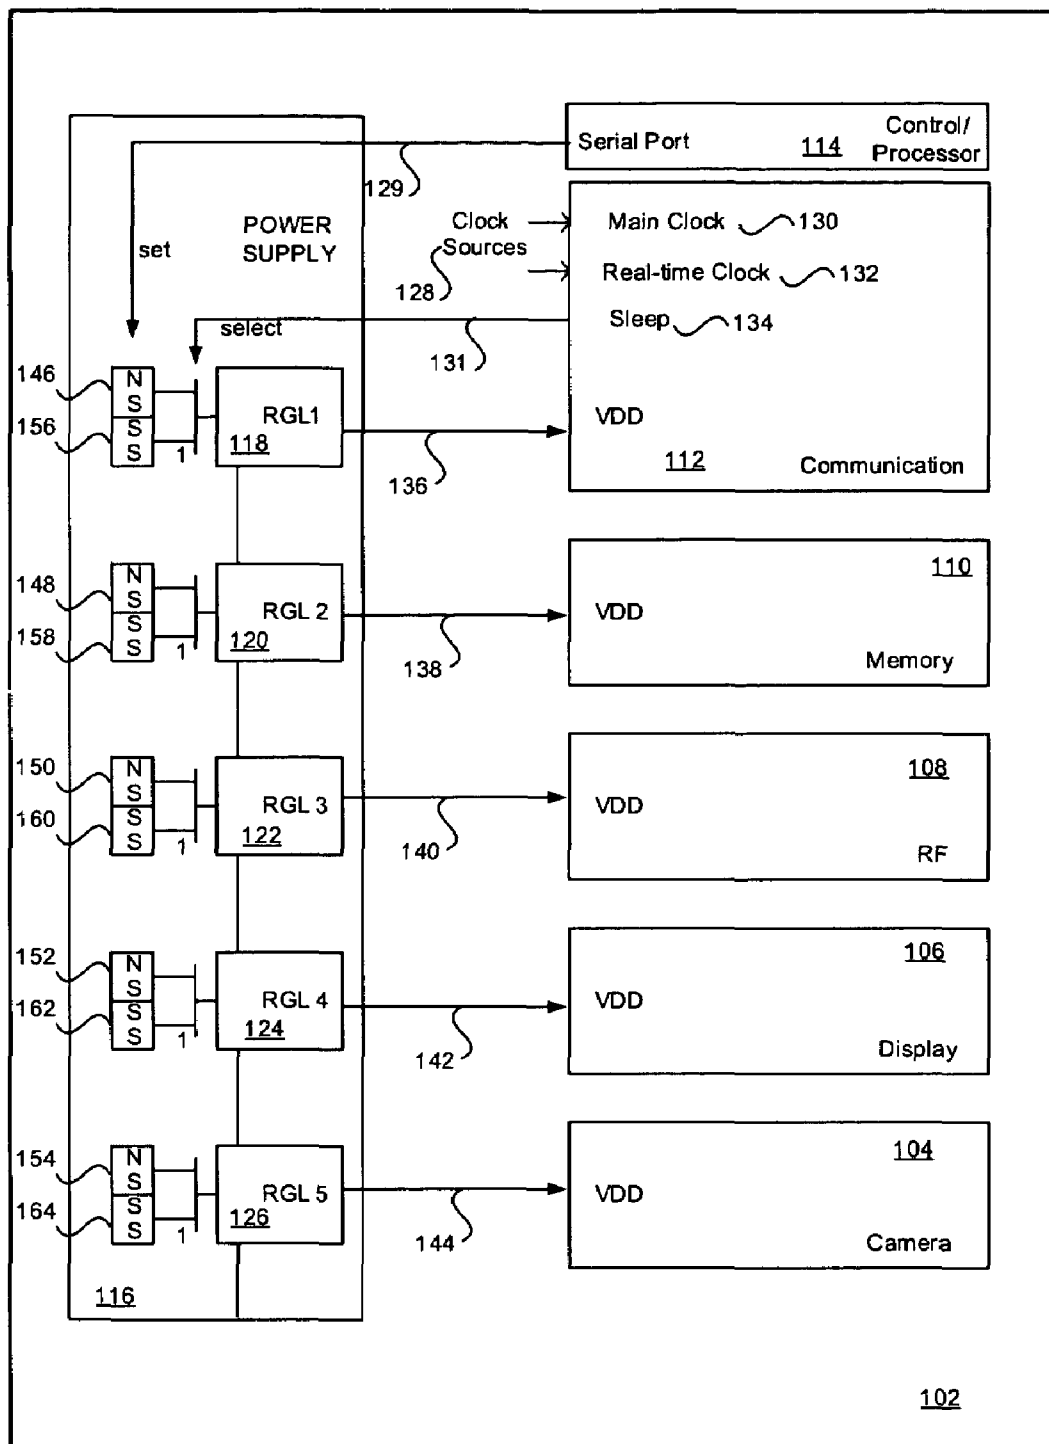 Serial Port
114
Control/
Processor
129
POWER
SUPPLY
set
Clock
Sources
128
Main Clock
130
Real-time Clock
132
Sleep
134
select
131
146
N
S
156
S
S
1
RGL1
118
136
VDD
112
Communication
148
N
S
158
S
S
1
RGL 2
120
138
VDD
110
Memory
150
N
S
160
S
S
1
RGL 3
122
140
VDD
108
RF
152
N
S
162
S
S
1
RGL 4
124
142
VDD
106
Display
154
N
S
164
S
S
1
RGL 5
126
144
VDD
104
Camera
116
102